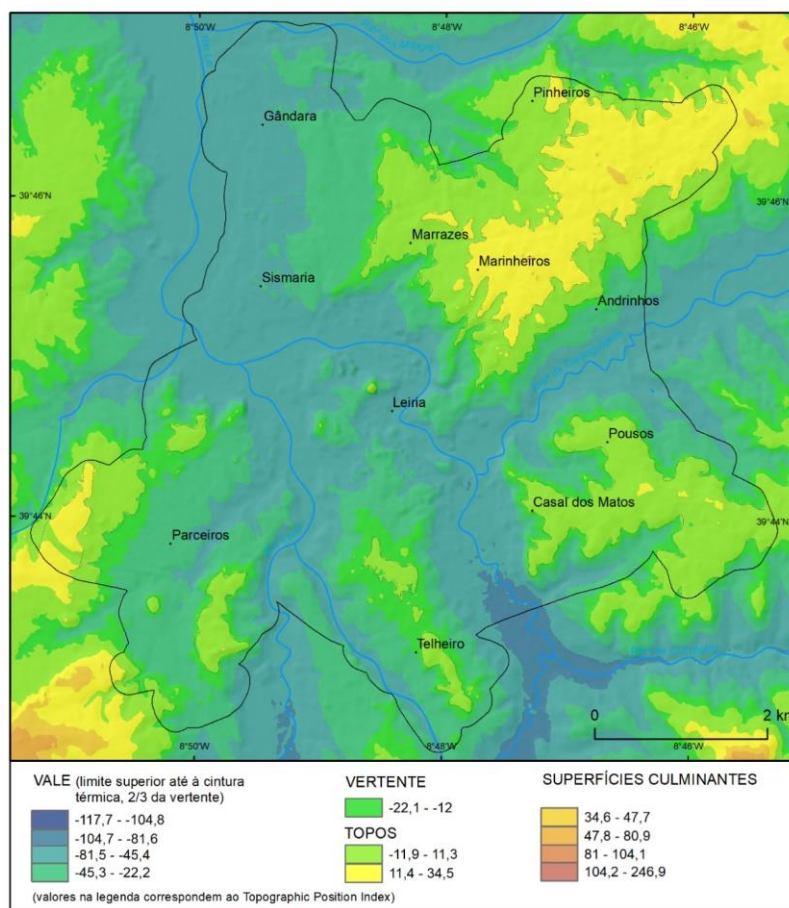 8°50'W 8°48'W 8°46'W
Pinheiros
Gândara
39°46'N 39°46'N
Marrazes
Marinheiros
Sismaria
Andrinhos
Leiria
Pousos
Casal dos Matos
39°44'N 39°44'N
Parceiros
Telheiro
0 2 km
8°50'W 8°48'W 8°46'W
VALE (limite superior até à cintura
térmica, 2/3 da vertente)
-117,7 - -104,8
-104,7 - -81,6
-81,5 - -45,4
-45,3 - -22,2
VERTENTE
-22,1 - -12
TOPOS
-11,9 - 11,3
11,4 - 34,5
SUPERFÍCIES CULMINANTES
34,6 - 47,7
47,8 - 80,9
81 - 104,1
104,2 - 246,9
(valores na legenda correspondem ao Topographic Position Index)